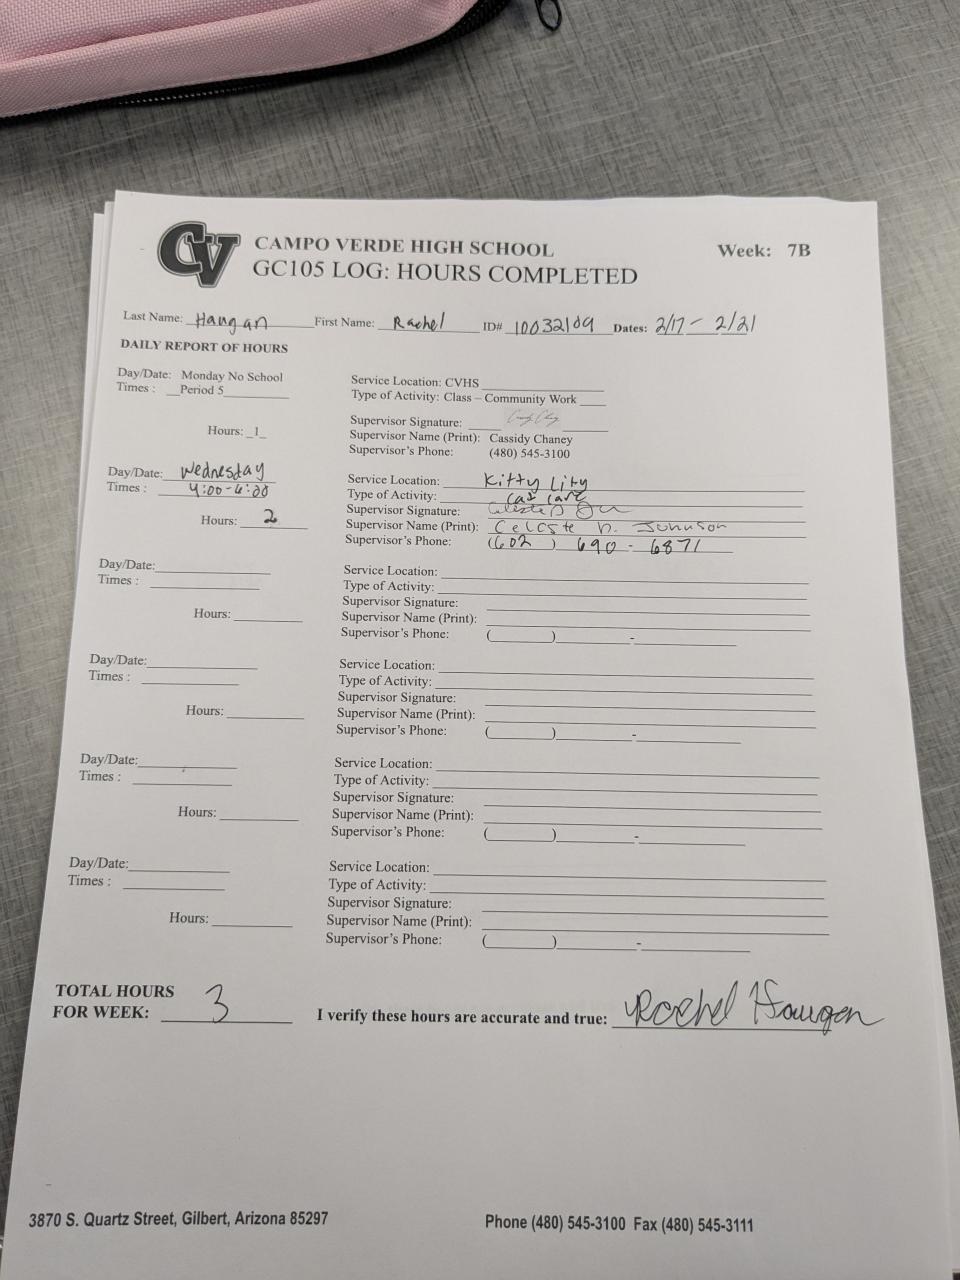 CV CAMPO VERDE HIGH SCHOOL Week: 7B
GC105 LOG: HOURS COMPLETED
Last Name: Haugan First Name: Rachel ID# 10032109 Dates: 2/17 - 2/21
DAILY REPORT OF HOURS
Day/Date: Monday No School Service Location: CVHS
Times : Period 5 Type of Activity: Class – Community Work
Supervisor Signature:
Hours: 1 Supervisor Name (Print): Cassidy Chaney
Supervisor's Phone: (480) 545-3100
Day/Date: Wednesday Service Location: Kitty City
Times : 4:00-6:00 Type of Activity: cat care
Supervisor Signature:
Hours: 2 Supervisor Name (Print): Celeste D. Johnson
Supervisor's Phone: (602) 690-6871
Day/Date: Service Location:
Times : Type of Activity:
Supervisor Signature:
Hours: Supervisor Name (Print):
Supervisor's Phone: ( ) -
Day/Date: Service Location:
Times : Type of Activity:
Supervisor Signature:
Hours: Supervisor Name (Print):
Supervisor's Phone: ( ) -
Day/Date: Service Location:
Times : Type of Activity:
Supervisor Signature:
Hours: Supervisor Name (Print):
Supervisor's Phone: ( ) -
Day/Date: Service Location:
Times : Type of Activity:
Supervisor Signature:
Hours: Supervisor Name (Print):
Supervisor's Phone: ( ) -
TOTAL HOURS
FOR WEEK: 3 I verify these hours are accurate and true: Rachel Haugen
3870 S. Quartz Street, Gilbert, Arizona 85297 Phone (480) 545-3100 Fax (480) 545-3111